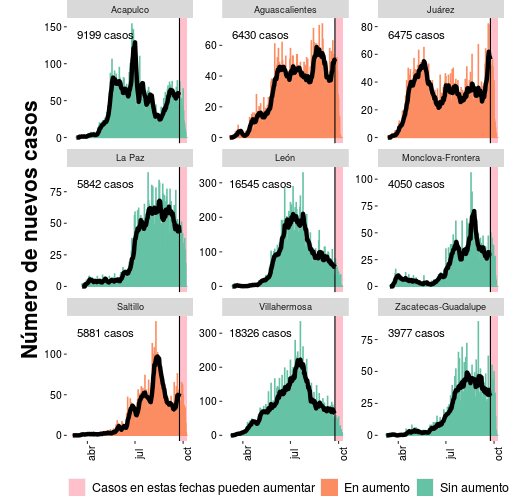 Número de nuevos casos
Acapulco
9199 casos
150
100
50
0
Aguascalientes
6430 casos
60
40
20
0
Juárez
6475 casos
80
60
40
20
0
La Paz
5842 casos
75
50
25
0
León
16545 casos
300
200
100
0
Monclova-Frontera
4050 casos
100
75
50
25
0
Saltillo
5881 casos
100
50
0
abr
jul
oct
Villahermosa
18326 casos
300
200
100
0
abr
jul
oct
Zacatecas-Guadalupe
3977 casos
75
50
25
0
abr
jul
oct
Casos en estas fechas pueden aumentar
En aumento
Sin aumento